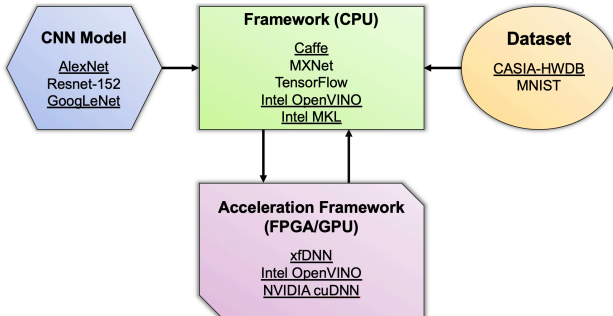 CNN Model
AlexNet
Resnet-152
GoogLeNet
Framework (CPU)
Caffe
MXNet
TensorFlow
Intel OpenVINO
Intel MKL
Dataset
CASIA-HWDB
MNIST
Acceleration Framework
(FPGA/GPU)
xfDNN
Intel OpenVINO
NVIDIA cuDNN